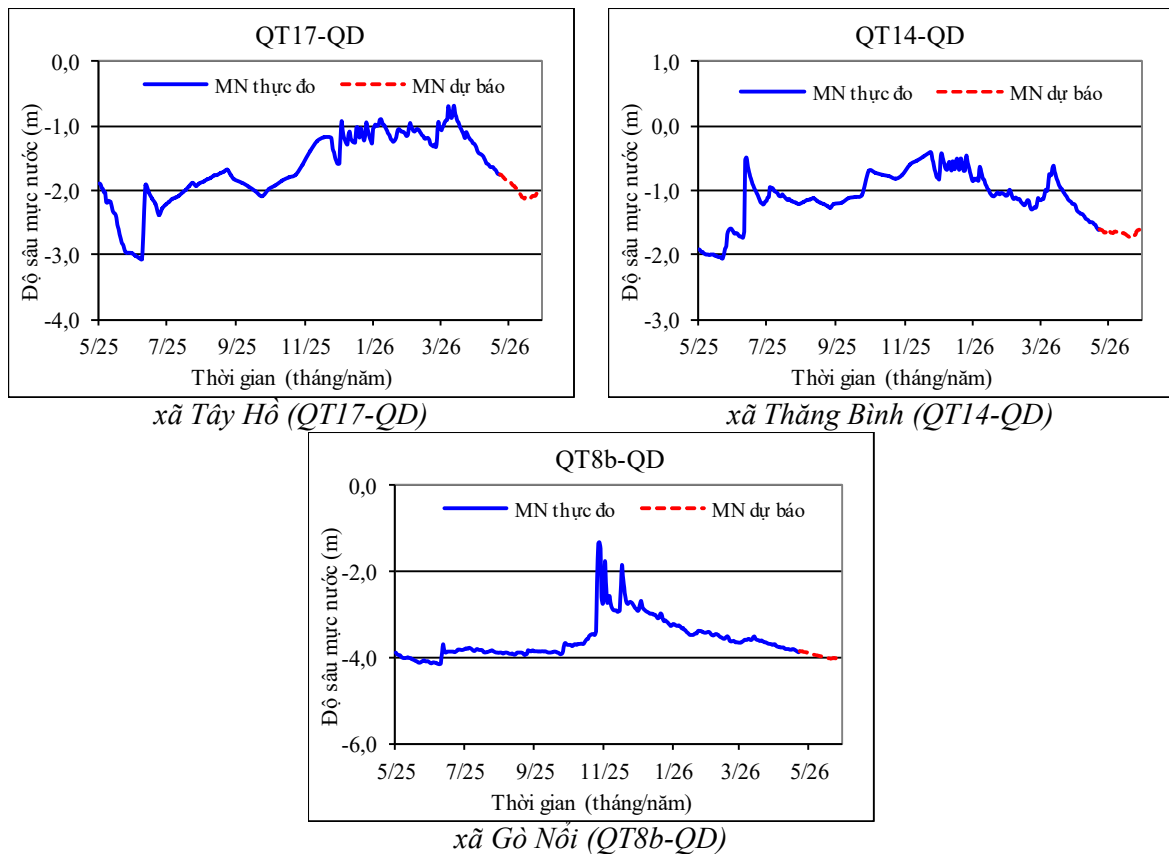 QT17-QD
0,0
-1,0
-2,0
-3,0
-4,0
Độ sâu mực nước (m)
MN thực đo
MN dự báo
5/25 7/25 9/25 11/25 1/26 3/26 5/26
Thời gian (tháng/năm)
xã Tây Hồ (QT17-QD)
QT14-QD
1,0
0,0
-1,0
-2,0
-3,0
Độ sâu mực nước (m)
MN thực đo
MN dự báo
5/25 7/25 9/25 11/25 1/26 3/26 5/26
Thời gian (tháng/năm)
xã Thăng Bình (QT14-QD)
QT8b-QD
0,0
-2,0
-4,0
-6,0
Độ sâu mực nước (m)
MN thực đo
MN dự báo
5/25 7/25 9/25 11/25 1/26 3/26 5/26
Thời gian (tháng/năm)
xã Gò Nổi (QT8b-QD)